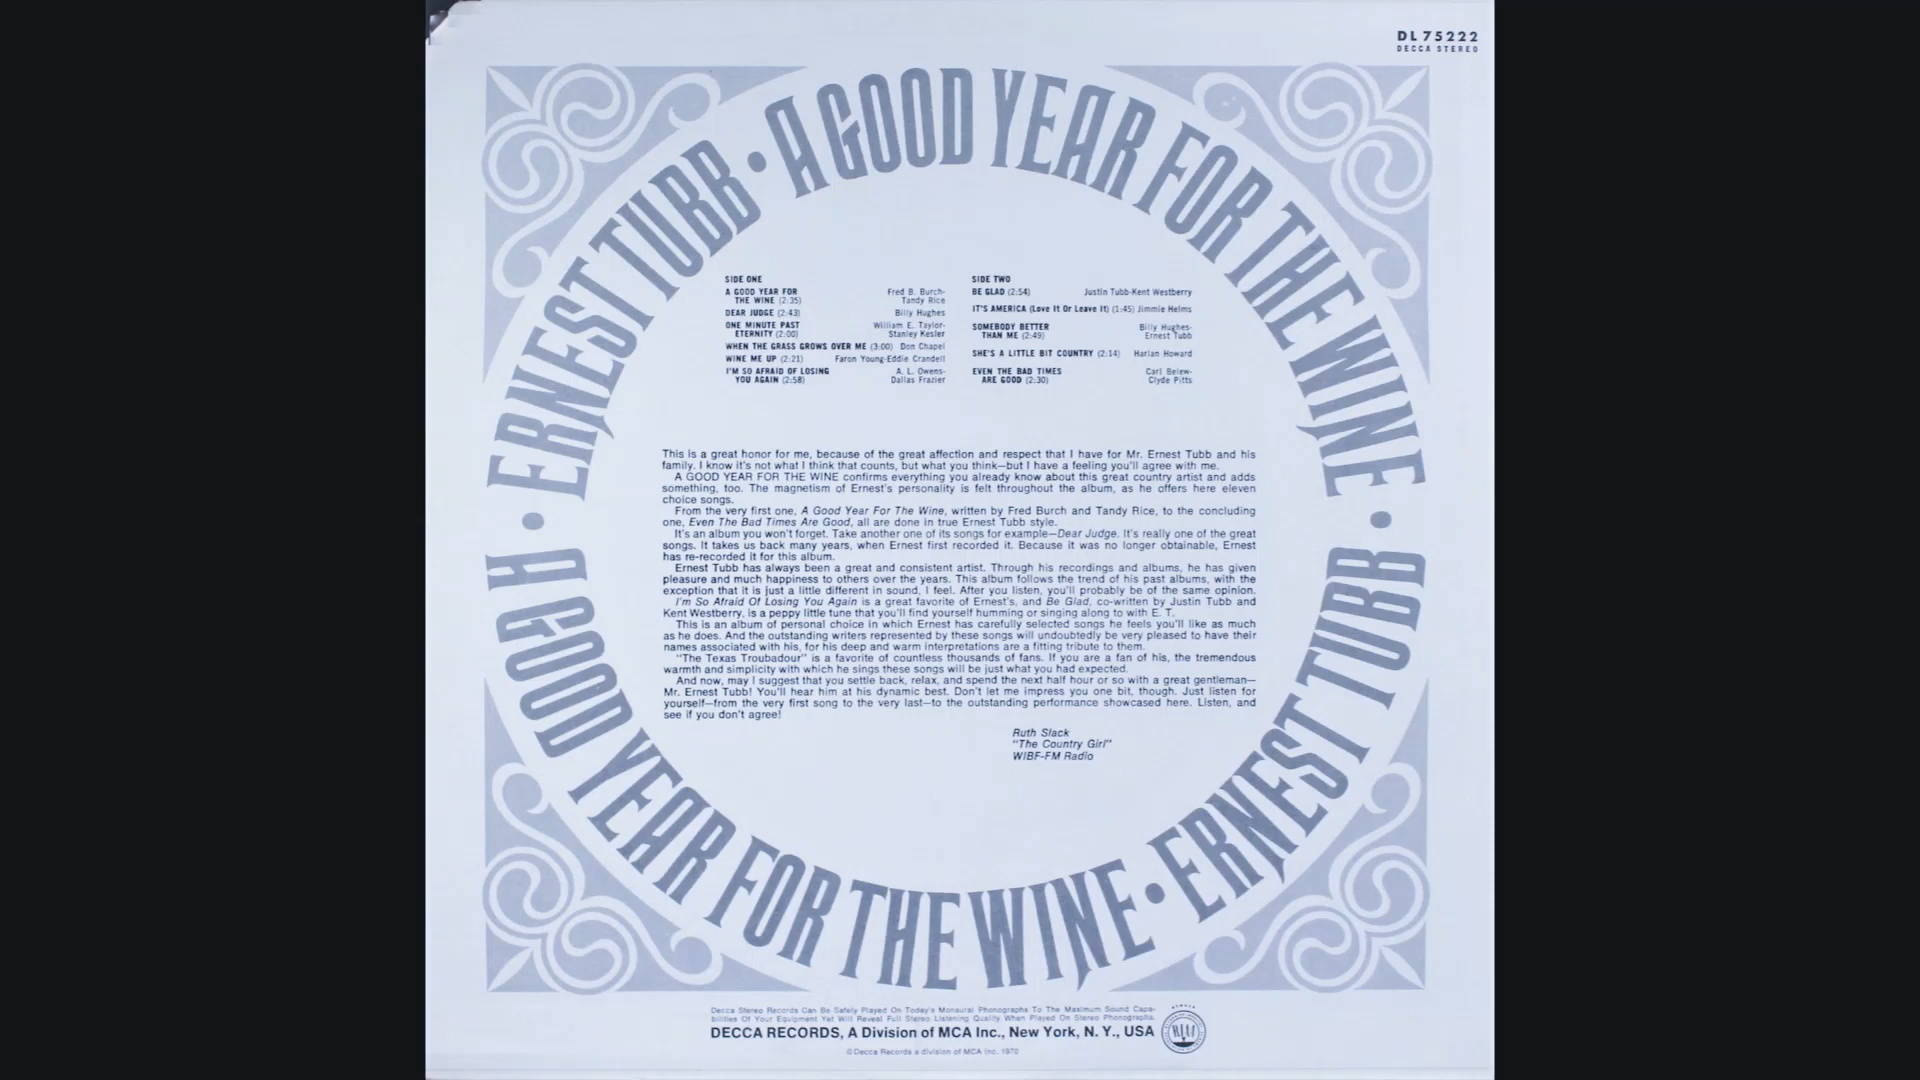 DL 75222
DECCA STEREO
ERNEST TUBB • A GOOD YEAR FOR THE WINE •
ERNEST TUBB • A GOOD YEAR FOR THE WINE •
SIDE ONE
A GOOD YEAR FOR Fred B. Burch-
THE WINE (2:35) Tandy Rice
DEAR JUDGE (2:43) Billy Hughes
ONE MINUTE PAST William E. Taylor-
ETERNITY (2:00) Stanley Kesler
WHEN THE GRASS GROWS OVER ME (3:00) Don Chapel
WINE ME UP (2:21) Faron Young-Eddie Crandell
I'M SO AFRAID OF LOSING A. L. Owens-
YOU AGAIN (2:58) Dallas Frazier
SIDE TWO
BE GLAD (2:54) Justin Tubb-Kent Westberry
IT'S AMERICA (Love It Or Leave It) (1:45) Jimmie Helms
SOMEBODY BETTER Billy Hughes-
THAN ME (2:49) Ernest Tubb
SHE'S A LITTLE BIT COUNTRY (2:14) Harlan Howard
EVEN THE BAD TIMES Carl Belew-
ARE GOOD (2:30) Clyde Pitts
This is a great honor for me, because of the great affection and respect that I have for Mr. Ernest Tubb and his
family. I know it's not what I think that counts, but what you think—but I have a feeling you'll agree with me.
A GOOD YEAR FOR THE WINE confirms everything you already know about this great country artist and adds
something, too. The magnetism of Ernest's personality is felt throughout the album, as he offers here eleven
choice songs.
From the very first one, A Good Year For The Wine, written by Fred Burch and Tandy Rice, to the concluding
one, Even The Bad Times Are Good, all are done in true Ernest Tubb style.
It's an album you won't forget. Take another one of its songs for example—Dear Judge. It's really one of the great
songs. It takes us back many years, when Ernest first recorded it. Because it was no longer obtainable, Ernest
has re-recorded it for this album.
Ernest Tubb has always been a great and consistent artist. Through his recordings and albums, he has given
pleasure and much happiness to others over the years. This album follows the trend of his past albums, with the
exception that it is just a little different in sound, I feel. After you listen, you'll probably be of the same opinion.
I'm So Afraid Of Losing You Again is a great favorite of Ernest's, and Be Glad, co-written by Justin Tubb and
Kent Westberry, is a peppy little tune that you'll find yourself humming or singing along to with E. T.
This is an album of personal choice in which Ernest has carefully selected songs he feels you'll like as much
as he does. And the outstanding writers represented by these songs will undoubtedly be very pleased to have their
names associated with his, for his deep and warm interpretations are a fitting tribute to them.
"The Texas Troubadour" is a favorite of countless thousands of fans. If you are a fan of his, the tremendous
warmth and simplicity with which he sings these songs will be just what you had expected.
And now, may I suggest that you settle back, relax, and spend the next half hour or so with a great gentleman—
Mr. Ernest Tubb! You'll hear him at his dynamic best. Don't let me impress you one bit, though. Just listen for
yourself—from the very first song to the very last—to the outstanding performance showcased here. Listen, and
see if you don't agree!
Ruth Slack
"The Country Girl"
WIBF-FM Radio
Decca Stereo Records Can Be Safely Played On Today's Monaural Phonographs To The Maximum Sound Capa-
bilities Of Your Equipment Yet Will Reveal Full Stereo Listening Quality When Played On Stereo Phonographs.
DECCA RECORDS, A Division of MCA Inc., New York, N. Y., USA
© Decca Records a division of MCA Inc. 1970